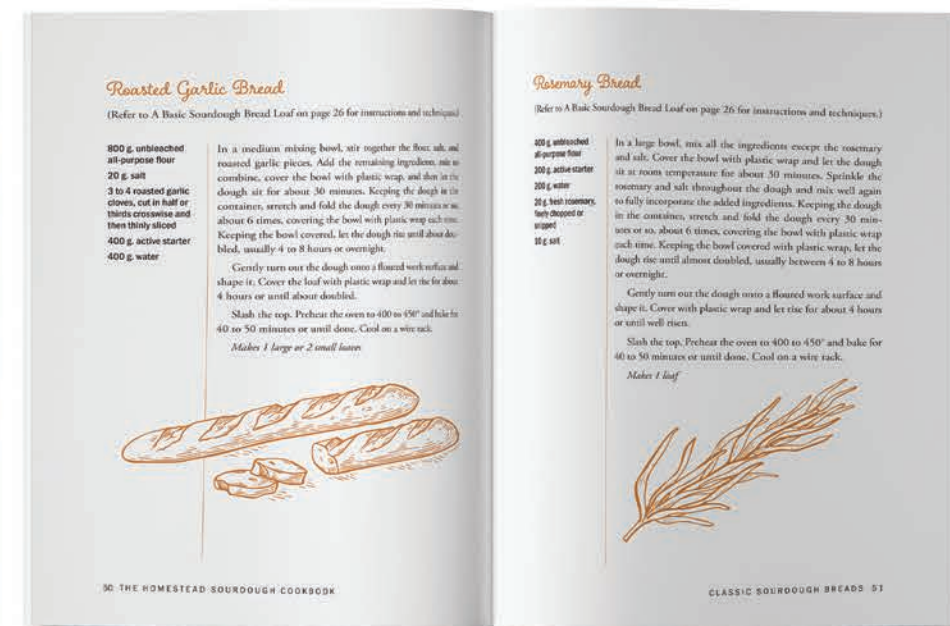 Roasted Garlic Bread
(Refer to A Basic Sourdough Bread Loaf on page 26 for instructions and techniques)
800 g. unbleached
all-purpose flour
20 g. salt
3 to 4 roasted garlic
cloves, cut in half or
thirds crosswise and
then thinly sliced
400 g. active starter
400 g. water
In a medium mixing bowl, stir together the flour, salt, and
roasted garlic pieces. Add the remaining ingredients, mix to
combine, cover the bowl with plastic wrap, and then let the
dough sit for about 30 minutes. Keeping the dough in the
container, stretch and fold the dough every 30 minutes or so,
about 6 times, covering the bowl with plastic wrap each time.
Keeping the bowl covered, let the dough rise until about dou-
bled, usually 4 to 8 hours or overnight.
Gently turn out the dough onto a floured work surface and
shape it. Cover the loaf with plastic wrap and let rise for about
4 hours or until about doubled.
Slash the top. Preheat the oven to 400 to 450° and bake for
40 to 50 minutes or until done. Cool on a wire rack.
Makes 1 large or 2 small loaves
50 THE HOMESTEAD SOURDOUGH COOKBOOK
Rosemary Bread
(Refer to A Basic Sourdough Bread Loaf on page 26 for instructions and techniques.)
400 g. unbleached
all-purpose flour
200 g. active starter
200 g. water
20 g. fresh rosemary,
finely chopped or
snipped
10 g. salt
In a large bowl, mix all the ingredients except the rosemary
and salt. Cover the bowl with plastic wrap and let the dough
sit at room temperature for about 30 minutes. Sprinkle the
rosemary and salt throughout the dough and mix well again
to fully incorporate the added ingredients. Keeping the dough
in the container, stretch and fold the dough every 30 min-
utes or so, about 6 times, covering the bowl with plastic wrap
each time. Keeping the bowl covered with plastic wrap, let the
dough rise until almost doubled, usually between 4 to 8 hours
or overnight.
Gently turn out the dough onto a floured work surface and
shape it. Cover with plastic wrap and let rise for about 4 hours
or until well risen.
Slash the top. Preheat the oven to 400 to 450° and bake for
40 to 50 minutes or until done. Cool on a wire rack.
Makes 1 loaf
CLASSIC SOURDOUGH BREADS 51